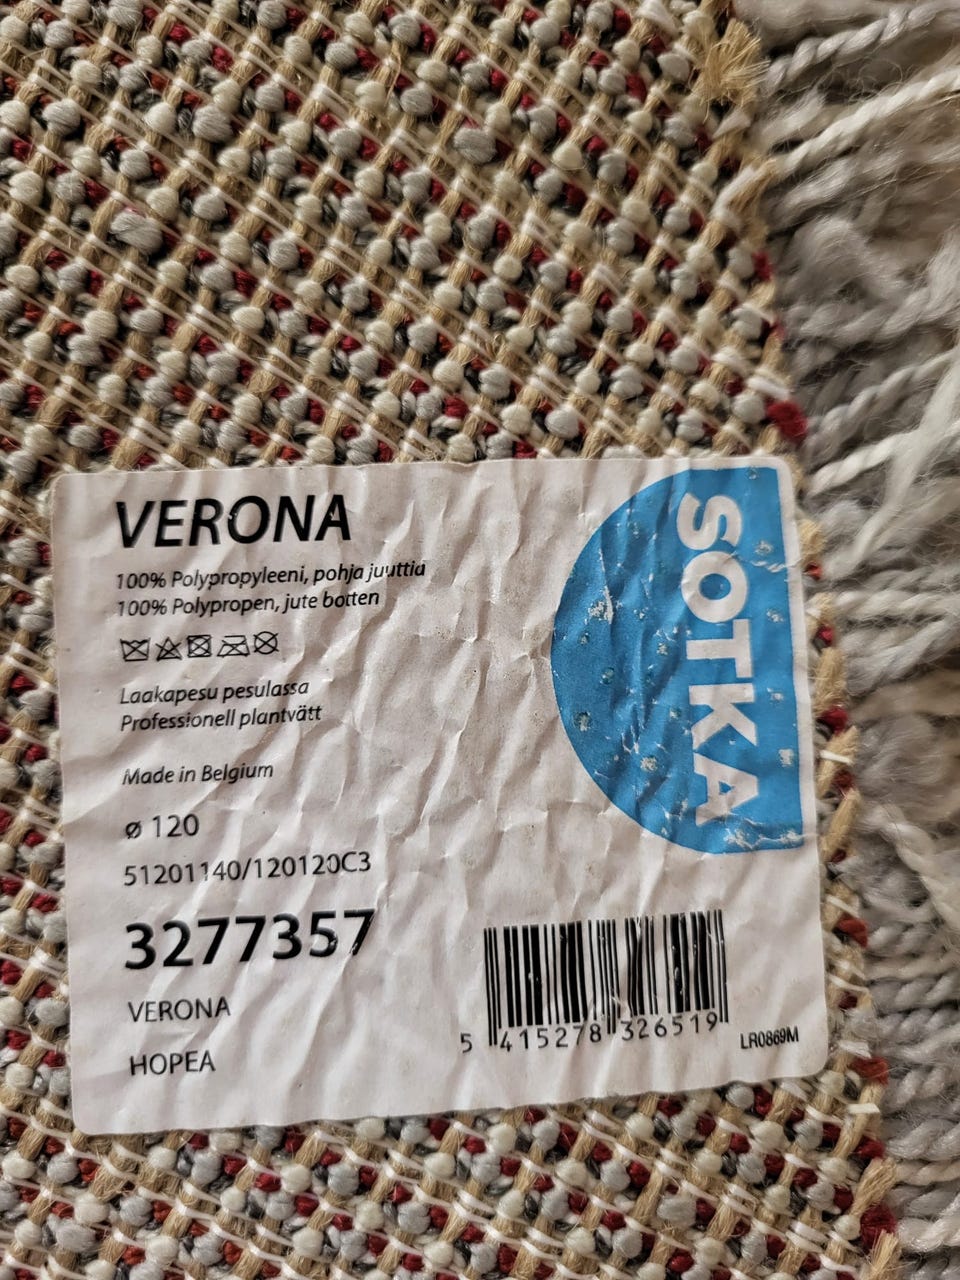 VERONA
100% Polypropyleeni, pohja juuttia
100% Polypropen, jute botten
Laakapesu pesulassa
Professionell plantvätt
Made in Belgium
ø 120
51201140/120120C3
3277357
VERONA
HOPEA
SOTKA
5 415278 326519
LR0869M